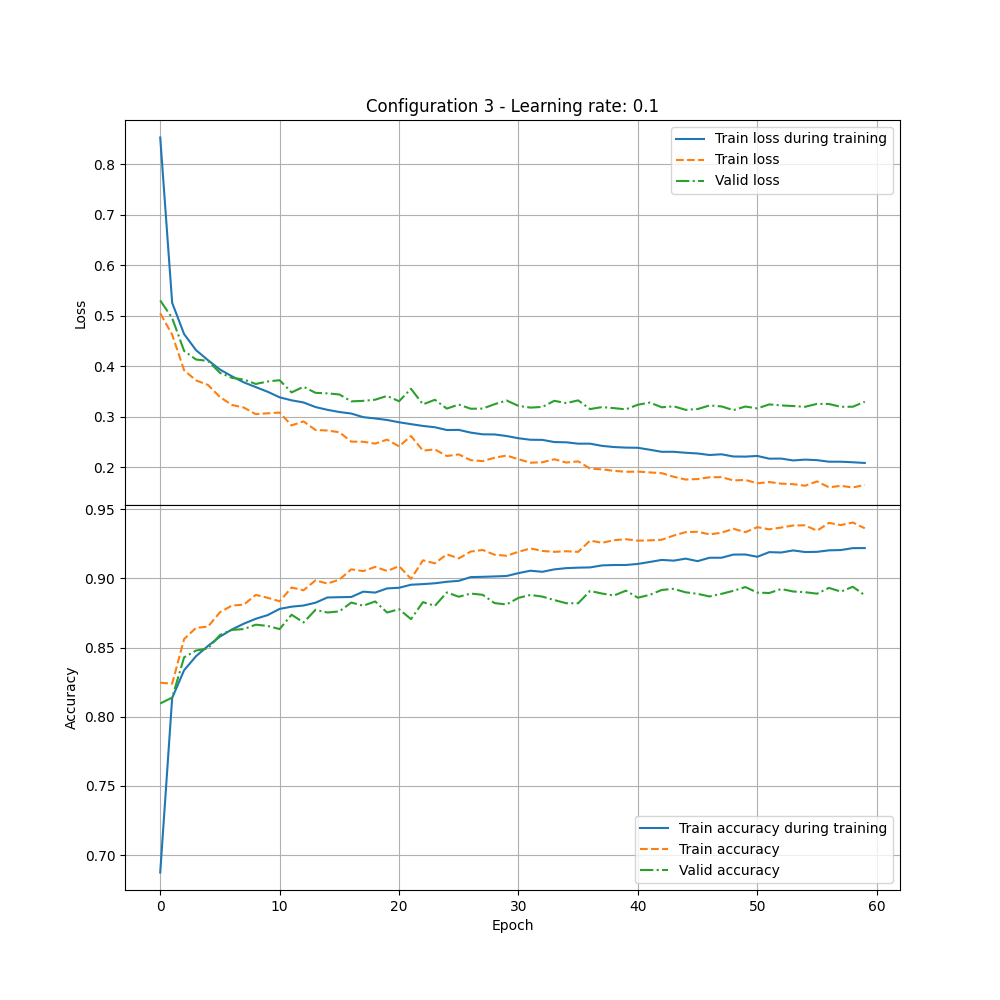 Configuration 3 - Learning rate: 0.1
Train loss during training
Train loss
Valid loss
0.8
0.7
0.6
0.5
0.4
0.3
0.2
Loss
0.95
0.90
0.85
0.80
0.75
0.70
Accuracy
Train accuracy during training
Train accuracy
Valid accuracy
0 10 20 30 40 50 60
Epoch